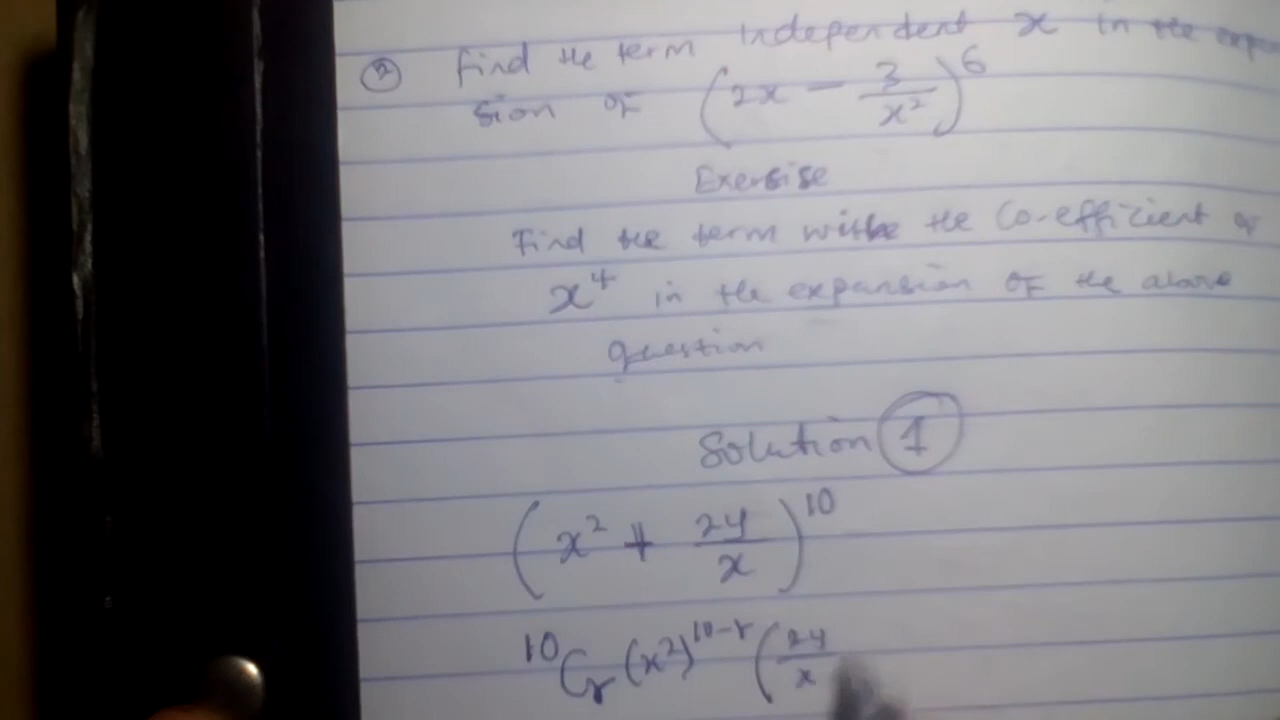 ② find the term independent x in the expan
sion of (2x - 3/x²)^6
Exersise
Find the term with the Co-efficient of
x⁴ in the expansion of the above
question
Solution ①
(x² + 2y/x)^10
¹⁰Cᵣ (x²)^(10-r) (2y/x